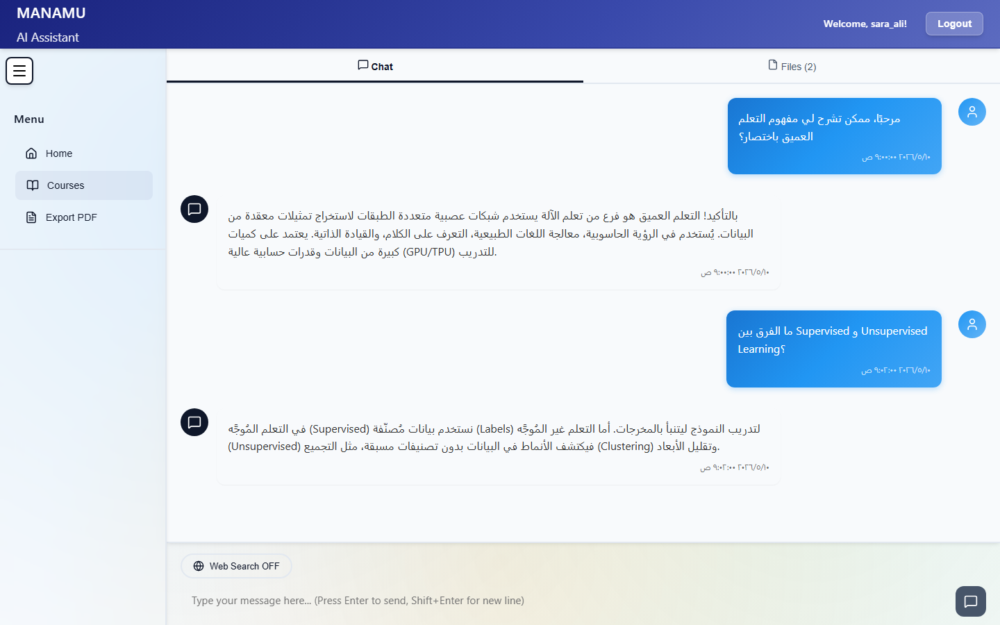 MANAMU
AI Assistant
Welcome, sara_ali!
Logout
Menu
Home
Courses
Export PDF
Chat
Files (2)
مرحبًا، ممكن تشرح لي مفهوم التعلم
العميق باختصار؟
٢٠٢٦/٥/١٠ ٩:٠٠:٠٠ ص
بالتأكيد! التعلم العميق هو فرع من تعلم الآلة يستخدم شبكات عصبية متعددة الطبقات لاستخراج تمثيلات معقدة من
البيانات. يُستخدم في الرؤية الحاسوبية، معالجة اللغات الطبيعية، التعرف على الكلام، والقيادة الذاتية. يعتمد على كميات
كبيرة من البيانات وقدرات حسابية عالية (GPU/TPU) للتدريب.
٢٠٢٦/٥/١٠ ٩:٠٠:٠٠ ص
ما الفرق بين Supervised و Unsupervised
Learning؟
٢٠٢٦/٥/١٠ ٩:٠٢:٠٠ ص
في التعلم المُوجَّه (Supervised) نستخدم بيانات مُصنّفة (Labels) لتدريب النموذج ليتنبأ بالمخرجات. أما التعلم غير المُوجَّه
(Unsupervised) فيكتشف الأنماط في البيانات بدون تصنيفات مسبقة، مثل التجميع (Clustering) وتقليل الأبعاد.
٢٠٢٦/٥/١٠ ٩:٠٢:٠٠ ص
Web Search OFF
Type your message here... (Press Enter to send, Shift+Enter for new line)